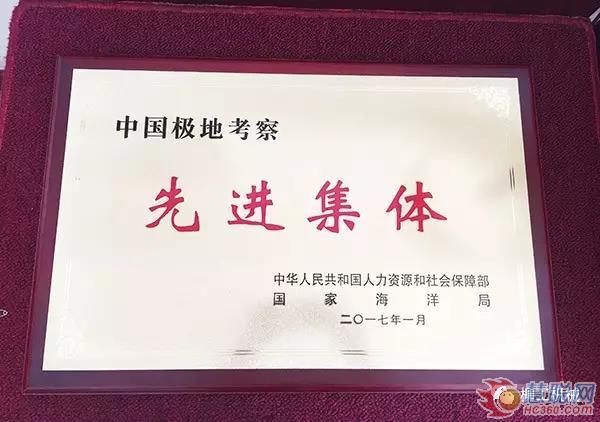 中国极地考察
先进集体
中华人民共和国人力资源和社会保障部
国家海洋局
二〇一七年一月
慧聪网
HC360.com